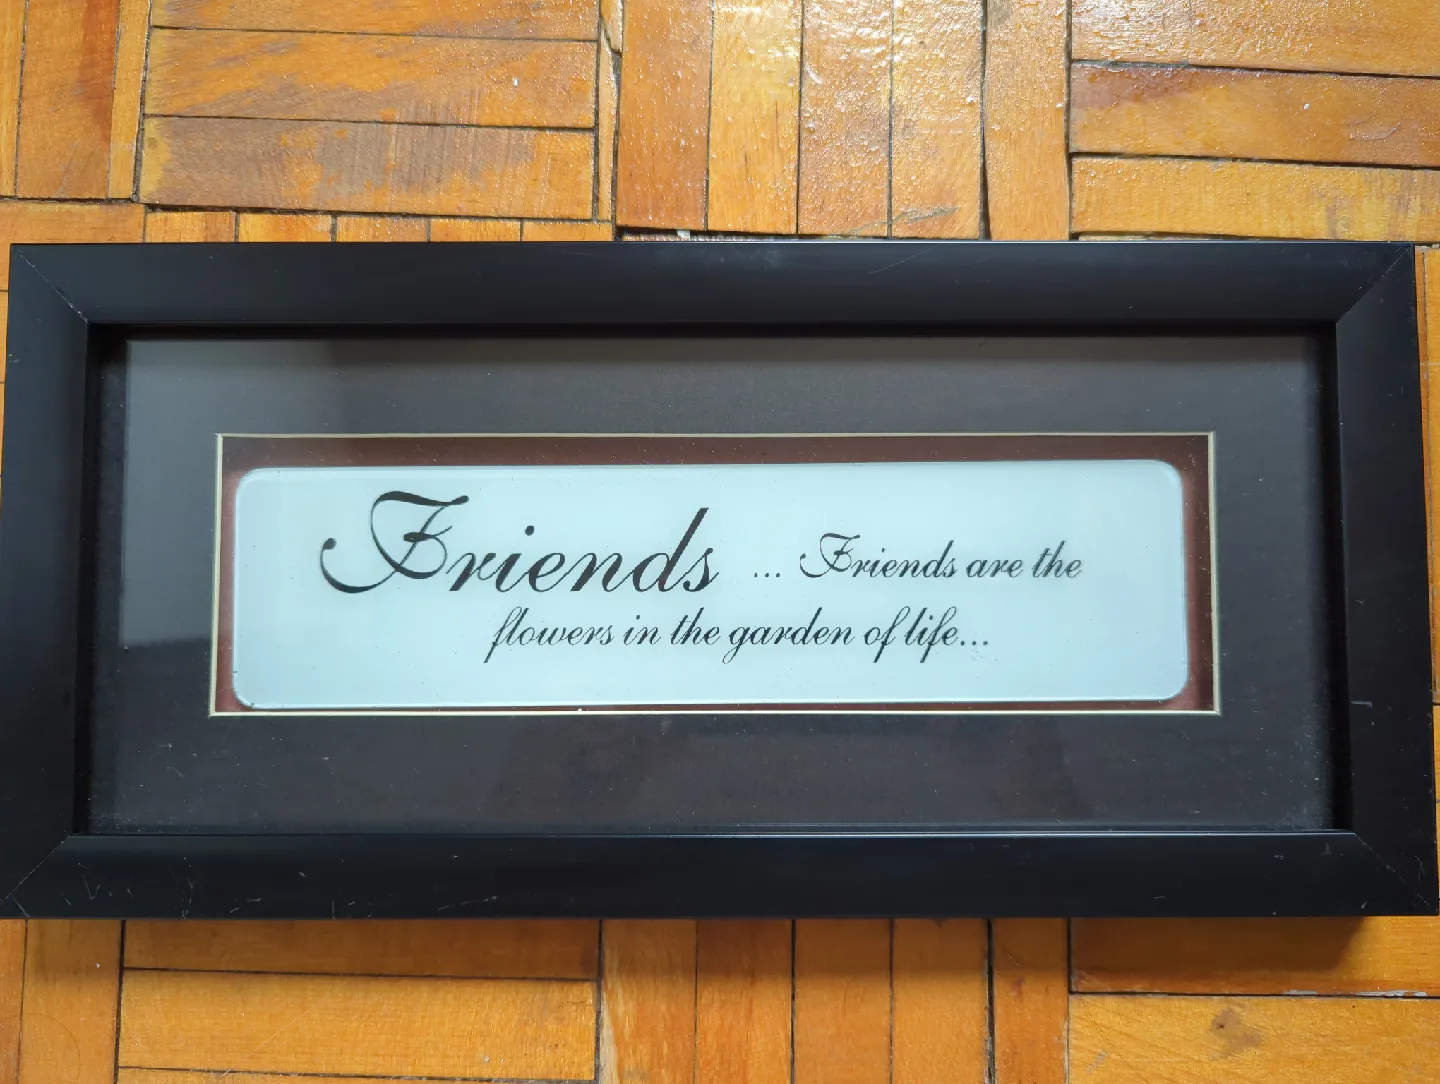 Friends ... Friends are the
flowers in the garden of life...